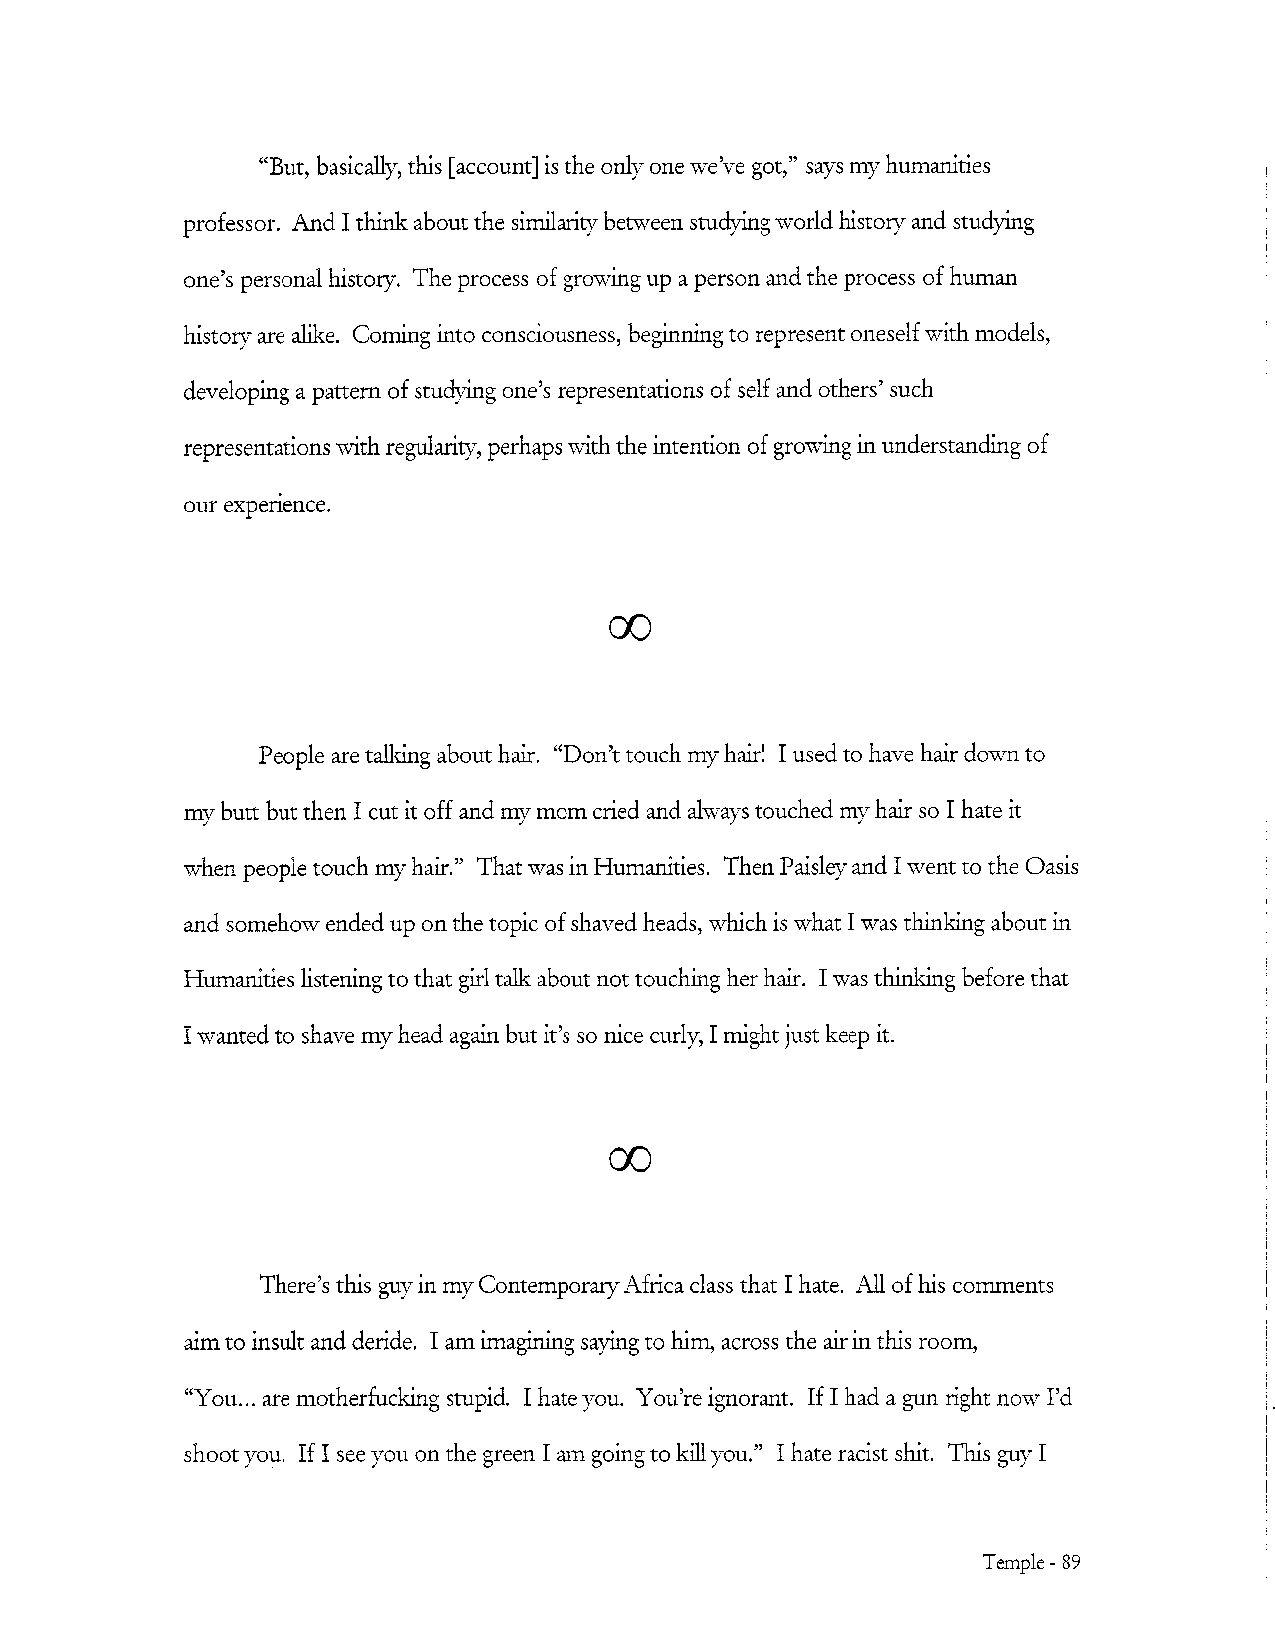 “But, basically, this [account] is the only one we’ve got,” says my humanities
professor. And I think about the similarity between studying world history and studying
one’s personal history. The process of growing up a person and the process of human
history are alike. Coming into consciousness, beginning to represent oneself with models,
developing a pattern of studying one’s representations of self and others’ such
representations with regularity, perhaps with the intention of growing in understanding of
our experience.
∞
People are talking about hair. “Don’t touch my hair! I used to have hair down to
my butt but then I cut it off and my mom cried and always touched my hair so I hate it
when people touch my hair.” That was in Humanities. Then Paisley and I went to the Oasis
and somehow ended up on the topic of shaved heads, which is what I was thinking about in
Humanities listening to that girl talk about not touching her hair. I was thinking before that
I wanted to shave my head again but it’s so nice curly, I might just keep it.
∞
There’s this guy in my Contemporary Africa class that I hate. All of his comments
aim to insult and deride. I am imagining saying to him, across the air in this room,
“You... are motherfucking stupid. I hate you. You’re ignorant. If I had a gun right now I’d
shoot you. If I see you on the green I am going to kill you.” I hate racist shit. This guy I
Temple - 89